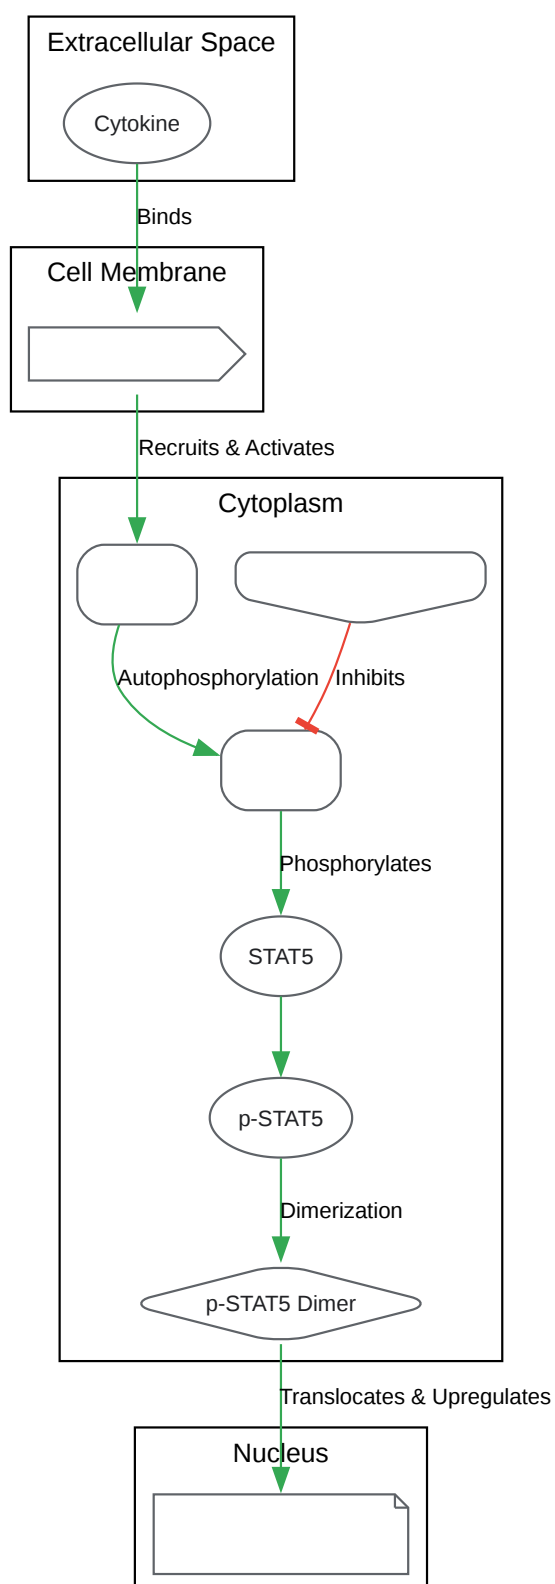 Extracellular Space
Cytokine
Binds
Cell Membrane
Recruits & Activates
Cytoplasm
Autophosphorylation
Inhibits
Phosphorylates
STAT5
p-STAT5
Dimerization
p-STAT5 Dimer
Translocates & Upregulates
Nucleus